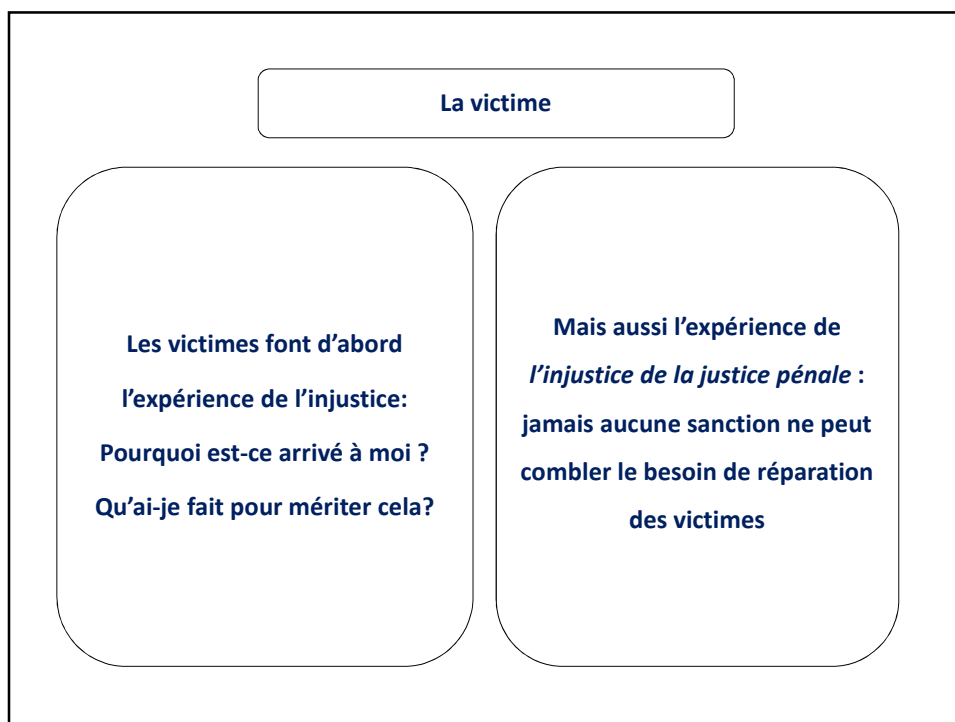 La victime
Les victimes font d’abord
l’expérience de l’injustice:
Pourquoi est-ce arrivé à moi ?
Qu’ai-je fait pour mériter cela?
Mais aussi l’expérience de
l’injustice de la justice pénale :
jamais aucune sanction ne peut
combler le besoin de réparation
des victimes